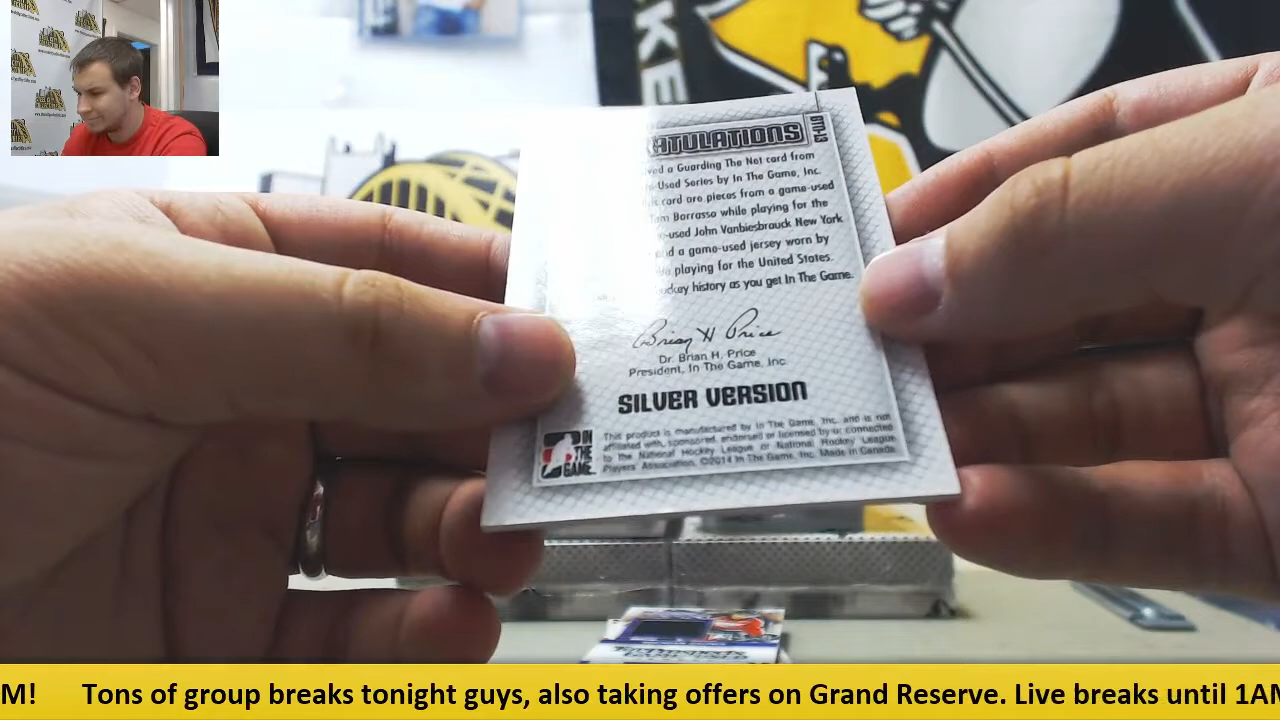 ATULATIONS
GTN-13
ved a Guarding The Net card from
-Used Series by In The Game, Inc.
card are pieces from a game-used
Tom Barrasso while playing for the
-used John Vanbiesbrouck New York
and a game-used jersey worn by
playing for the United States.
ockey history as you get In The Game.
Brian H Price
Dr. Brian H. Price
President, In The Game, Inc.
SILVER VERSION
IN
THE
GAME
This product is manufactured by In The Game, Inc. and is not
affiliated with, sponsored, endorsed or licensed by or connected
to the National Hockey League or National Hockey League
Players' Association. ©2014 In The Game, Inc. Made in Canada.
M! Tons of group breaks tonight guys, also taking offers on Grand Reserve. Live breaks until 1AM